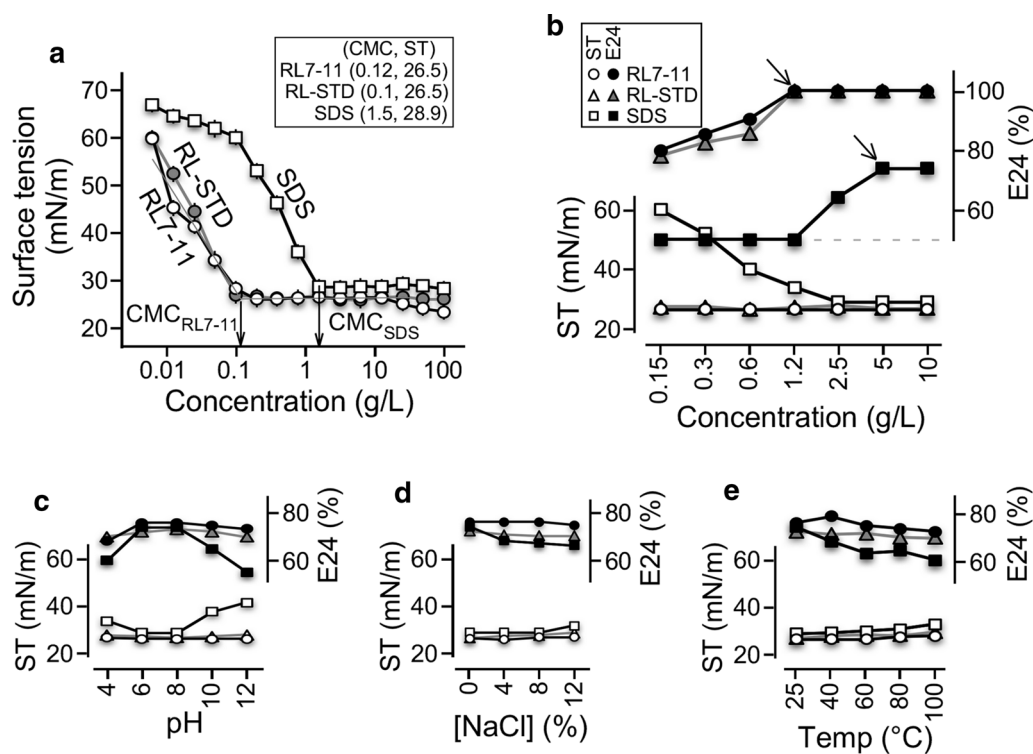 a
(CMC, ST)
RL7-11 (0.12, 26.5)
RL-STD (0.1, 26.5)
SDS (1.5, 28.9)
Surface tension
(mN/m)
70
60
50
40
30
20
RL-STD
RL7-11
SDS
CMC RL7-11
CMC SDS
0.01
0.1
1
10
100
Concentration (g/L)
b
ST
E24
RL7-11
RL-STD
SDS
100
80
60
E24 (%)
60
40
20
ST (mN/m)
0.15
0.3
0.6
1.2
2.5
5
10
Concentration (g/L)
c
80
60
E24 (%)
60
40
20
ST (mN/m)
4
6
8
10
12
pH
d
80
60
E24 (%)
60
40
20
ST (mN/m)
0
4
8
12
[NaCl] (%)
e
80
60
E24 (%)
60
40
20
ST (mN/m)
25
40
60
80
100
Temp (°C)